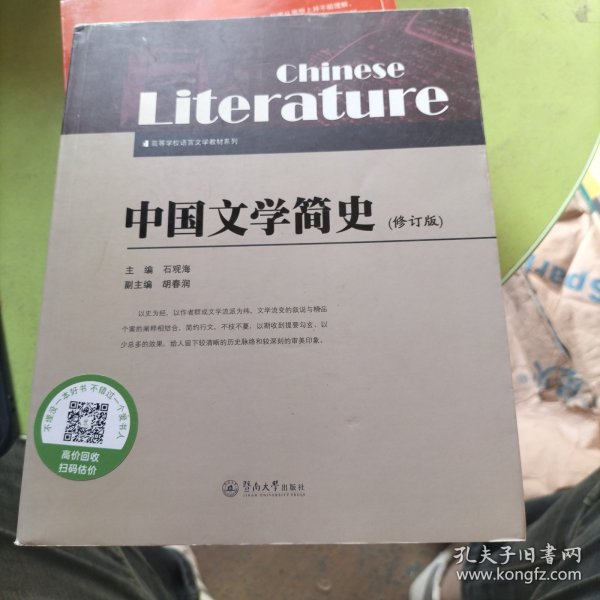 Chinese
Literature
高等学校语言文学教材系列
中国文学简史(修订版)
主 编 石观海
副主编 胡春润
以史为经，以作者群或文学流派为纬，文学流变的叙说与精品
个案的阐释相结合，简约行文，不枝不蔓，以期收到提要勾玄、以
少总多的效果，给人留下较清晰的历史脉络和较深刻的审美印象。
不埋没一本好书 不错过一个爱书人
高价回收
扫码估价
暨南大学出版社
JINAN UNIVERSITY PRESS
孔夫子旧书网
www.kongfz.com